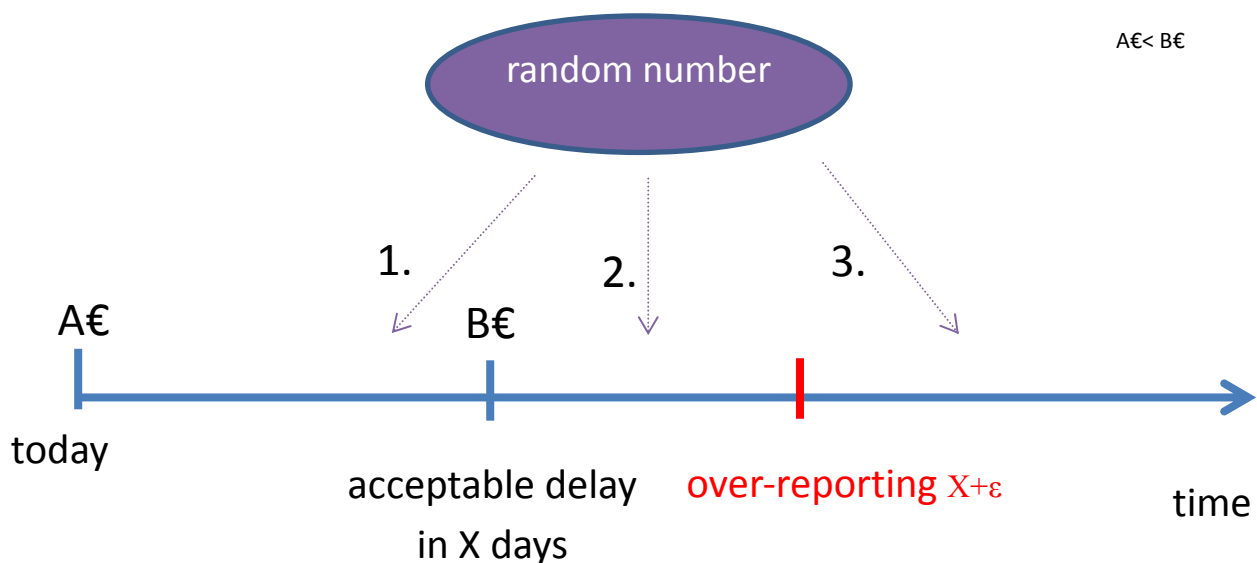 random number
A€< B€
1.
2.
3.
A€
B€
today
acceptable delay
in X days
over-reporting X+ε
time